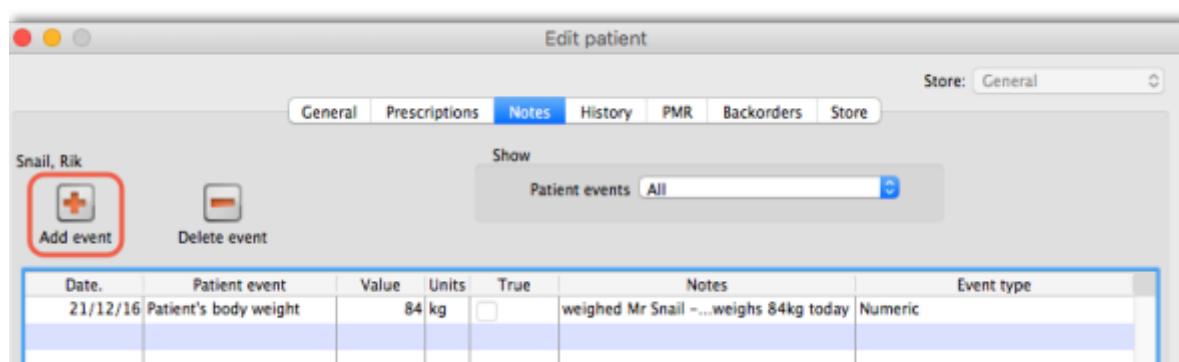 Edit patient
Store: General
General Prescriptions Notes History PMR Backorders Store
Snail, Rik
Show
Patient events All
Add event Delete event
Date. Patient event Value Units True Notes Event type
21/12/16 Patient's body weight 84 kg weighed Mr Snail -...weighs 84kg today Numeric